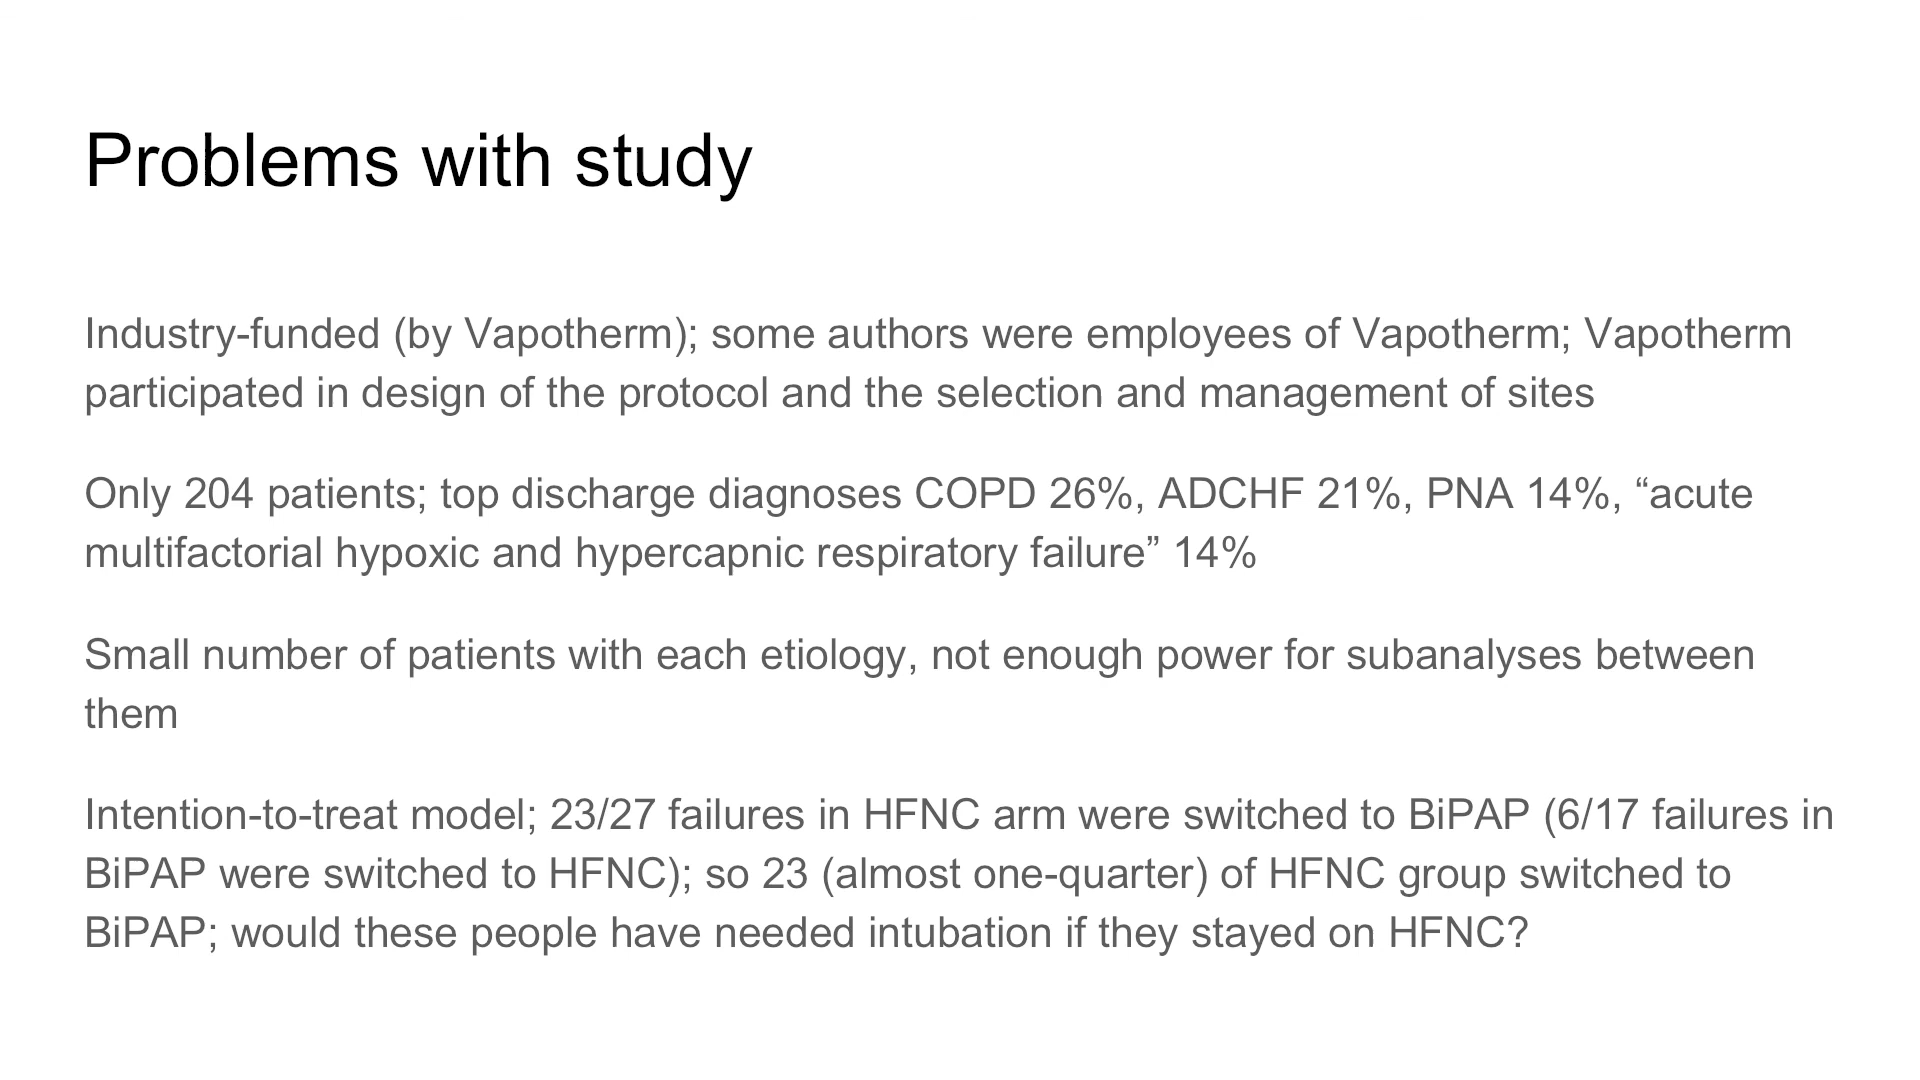 Problems with study
Industry-funded (by Vapotherm); some authors were employees of Vapotherm; Vapotherm
participated in design of the protocol and the selection and management of sites
Only 204 patients; top discharge diagnoses COPD 26%, ADCHF 21%, PNA 14%, “acute
multifactorial hypoxic and hypercapnic respiratory failure” 14%
Small number of patients with each etiology, not enough power for subanalyses between
them
Intention-to-treat model; 23/27 failures in HFNC arm were switched to BiPAP (6/17 failures in
BiPAP were switched to HFNC); so 23 (almost one-quarter) of HFNC group switched to
BiPAP; would these people have needed intubation if they stayed on HFNC?